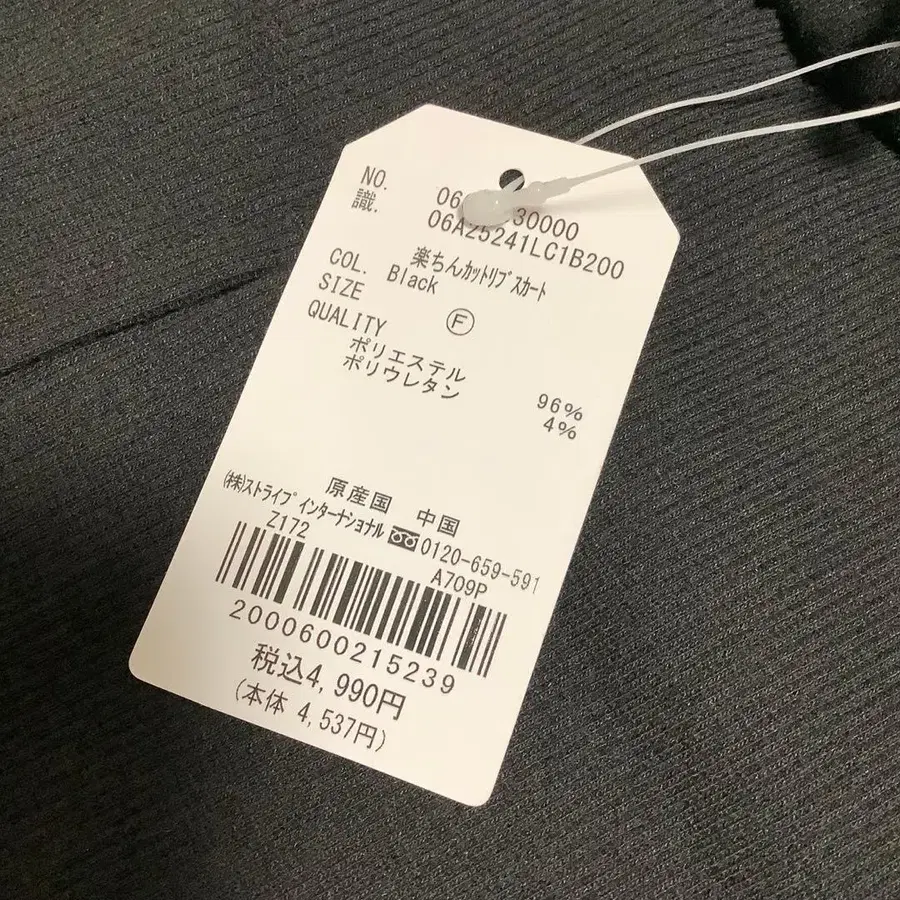 NO. 06 30000
識. 06A25241LC1B200
楽ちんカットリブスカート
COL. Black
SIZE Ⓕ
QUALITY
ポリエステル 96%
ポリウレタン 4%
原産国 中国
(株)ストライプインターナショナル 0120-659-591
Z172 A709P
2000600215239
税込4,990円
(本体 4,537円)